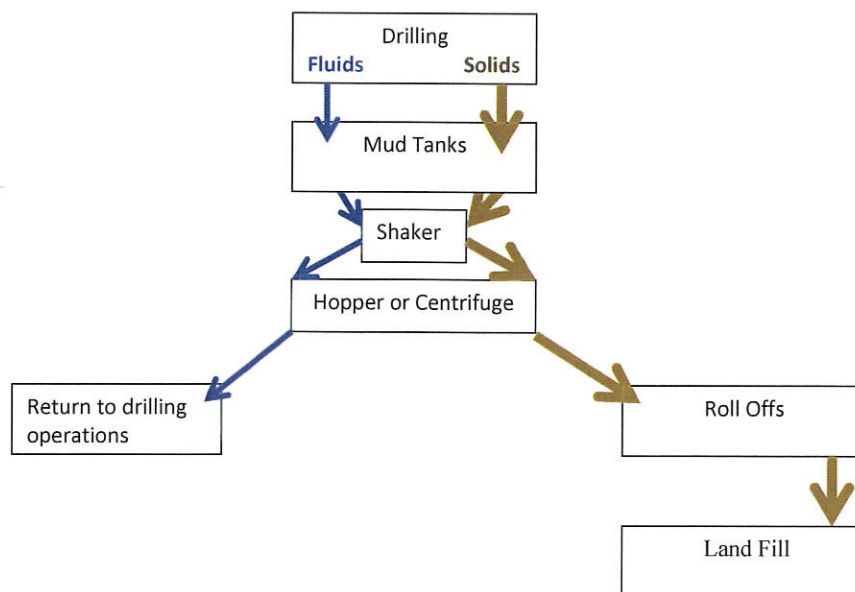 Drilling
Fluids Solids
Mud Tanks
Shaker
Hopper or Centrifuge
Return to drilling
operations
Roll Offs
Land Fill